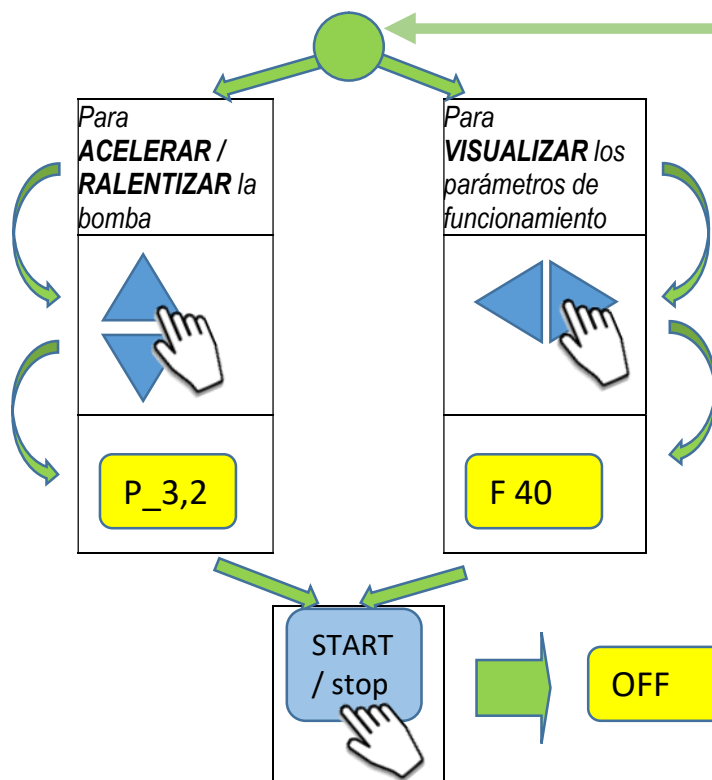 Para
ACELERAR /
RALENTIZAR la
bomba
Para
VISUALIZAR los
parámetros de
funcionamiento
P_3,2
F 40
START
/ stop
OFF